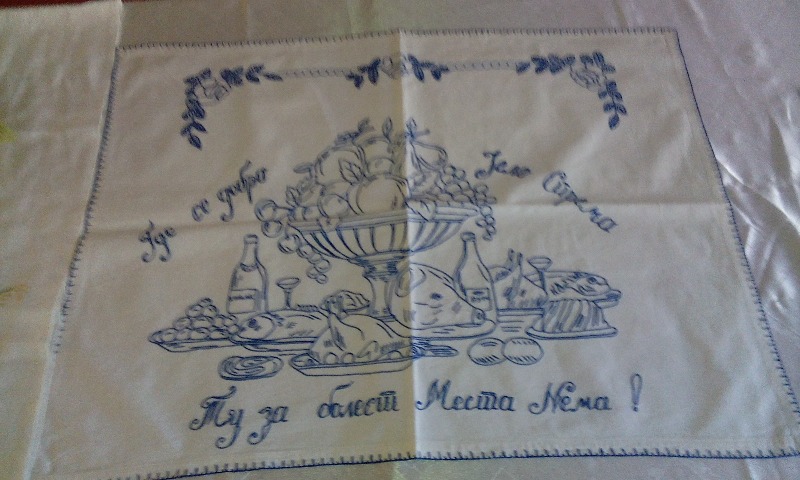 Где се добро Јело Спрема
Ту за болест Места Нема!